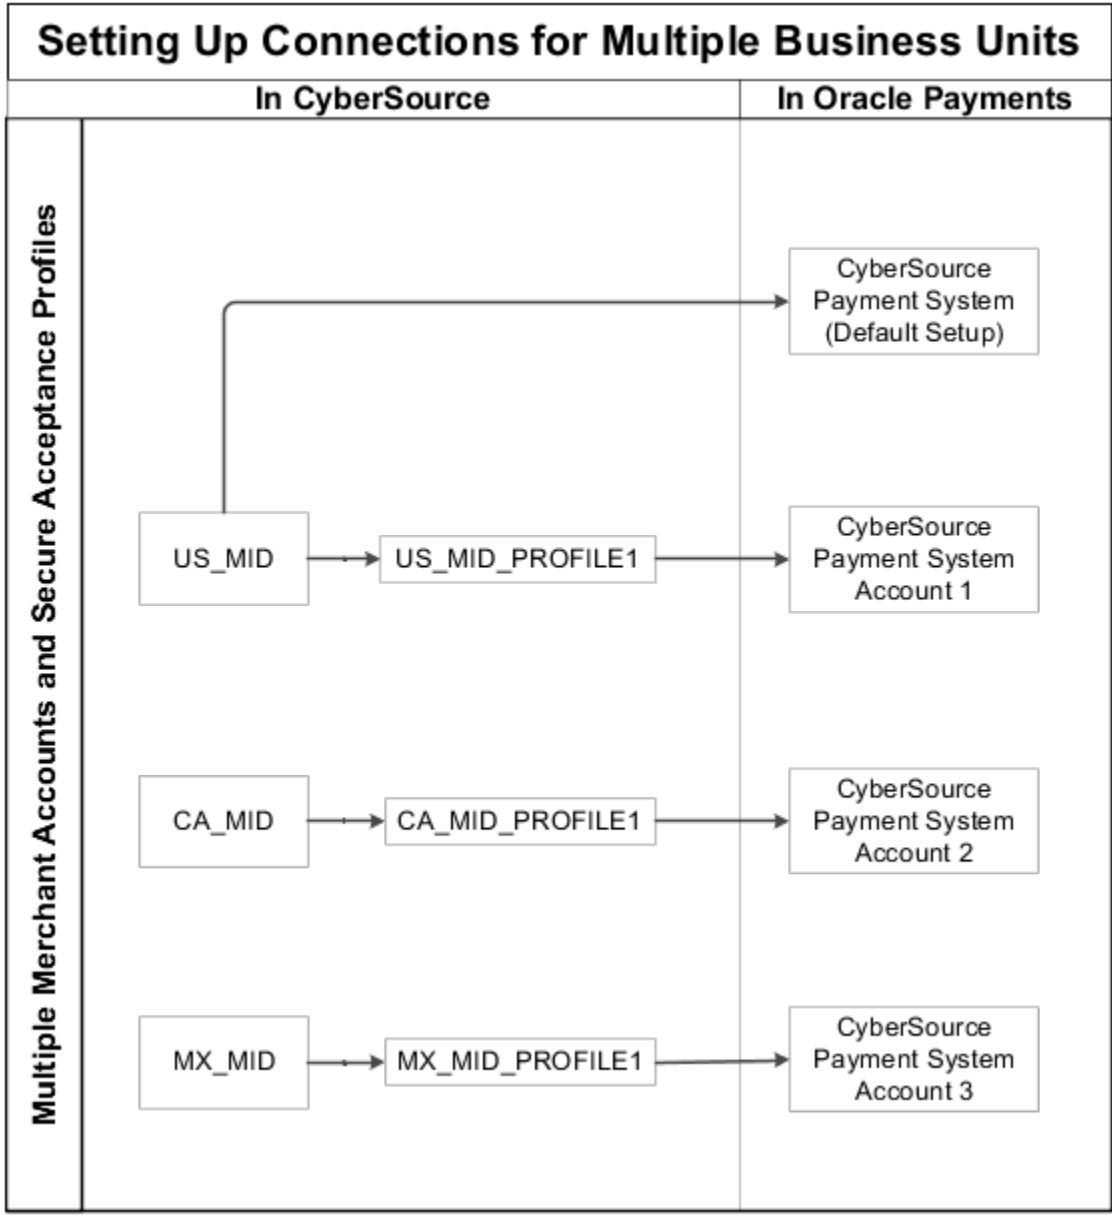 Setting Up Connections for Multiple Business Units
In CyberSource
In Oracle Payments
Multiple Merchant Accounts and Secure Acceptance Profiles
CyberSource
Payment System
(Default Setup)
US_MID
US_MID_PROFILE1
CyberSource
Payment System
Account 1
CA_MID
CA_MID_PROFILE1
CyberSource
Payment System
Account 2
MX_MID
MX_MID_PROFILE1
CyberSource
Payment System
Account 3